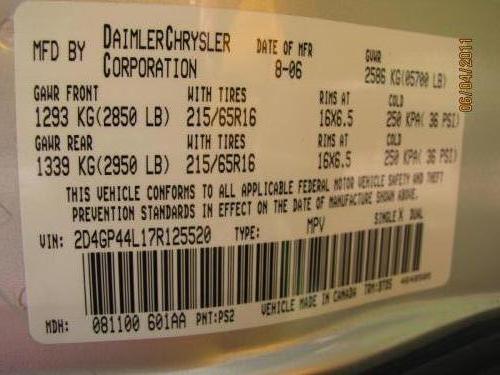 MFD BY DAIMLERCHRYSLER CORPORATION DATE OF MFR 8-06 GVWR 2586 KG(05700 LB)
GAWR FRONT WITH TIRES RIMS AT COLD
1293 KG(2850 LB) 215/65R16 16X6.5 250 KPA( 36 PSI)
GAWR REAR WITH TIRES RIMS AT COLD
1339 KG(2950 LB) 215/65R16 16X6.5 250 KPA( 36 PSI)
THIS VEHICLE CONFORMS TO ALL APPLICABLE FEDERAL MOTOR VEHICLE SAFETY AND THEFT
PREVENTION STANDARDS IN EFFECT ON THE DATE OF MANUFACTURE SHOWN ABOVE.
VIN: 2D4GP44L17R125520 TYPE: MPV SINGLE X DUAL
MDH: 081100 601AA PNT:PS2 VEHICLE MADE IN CANADA
06/04/2011